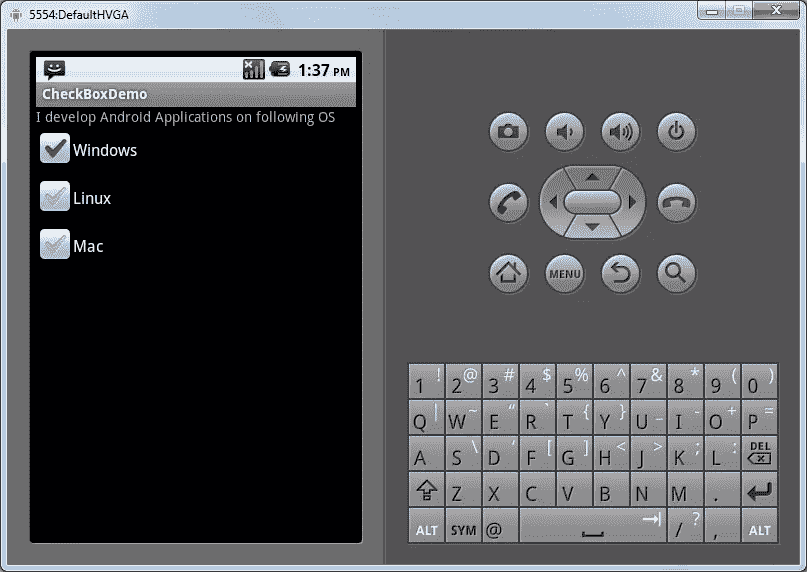 5554:DefaultHVGA
1:37 PM
CheckBoxDemo
I develop Android Applications on following OS
Windows
Linux
Mac
MENU
1 ! 2 @ 3 # 4 $ 5 % 6 ^ 7 & 8 * 9 ( 0 )
Q | W ~ E “ R ` T { Y } U _ I - O + P =
A S \ D ' F [ G ] H < J > K ; L : DEL
Z X C V B N M .
ALT SYM @ / ? , ALT